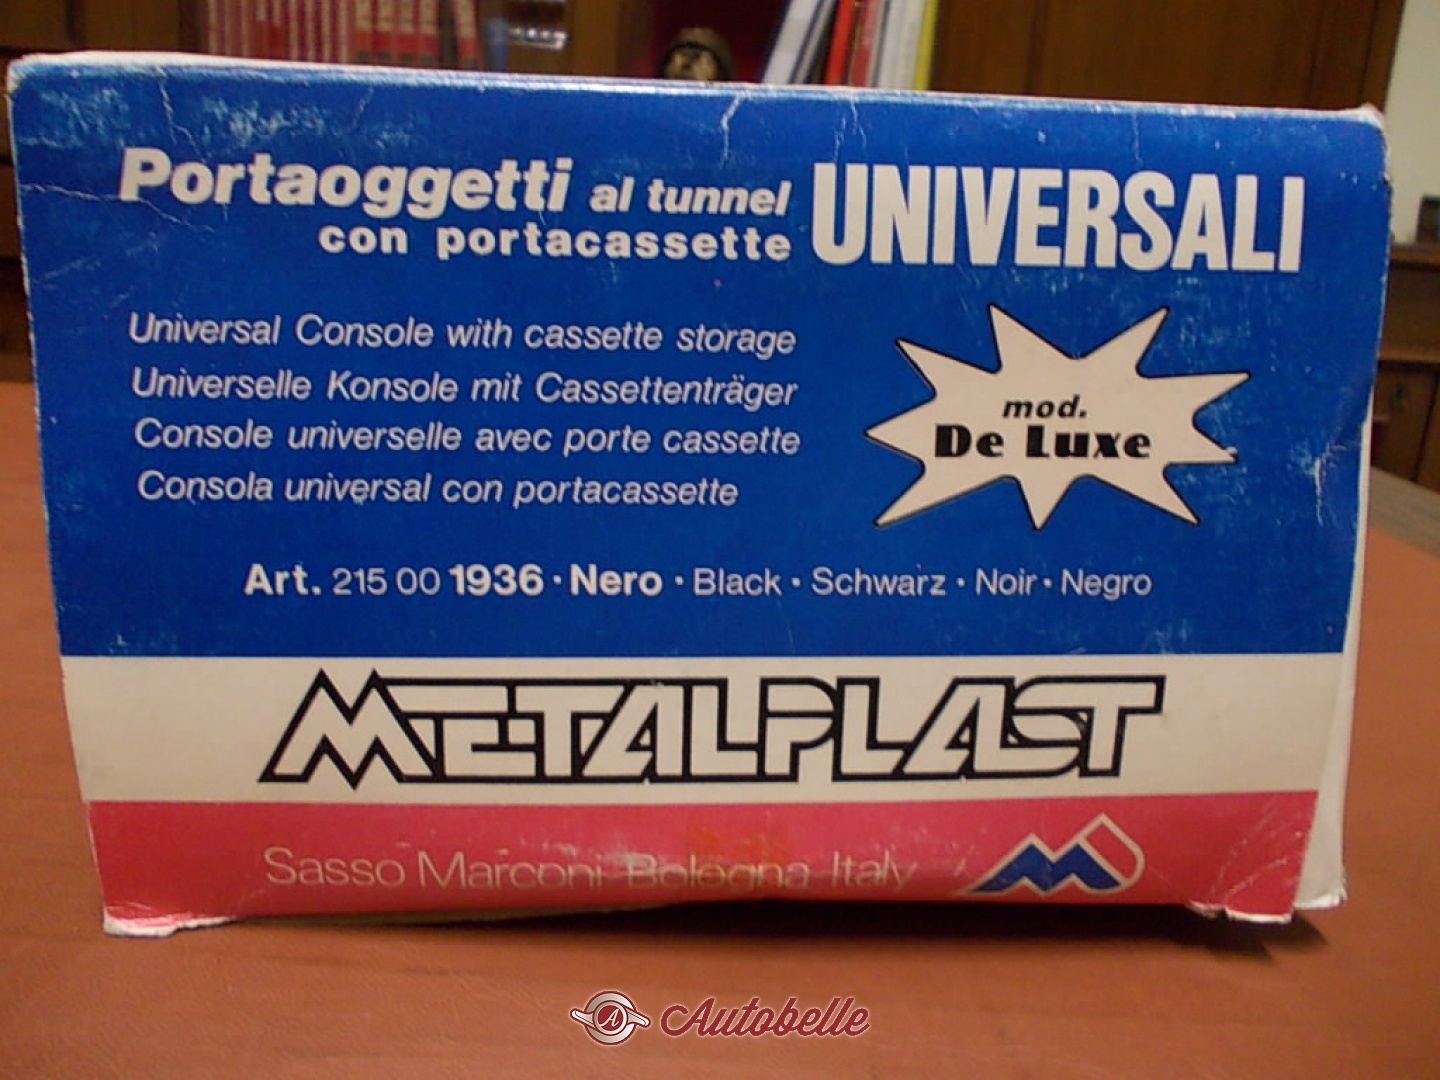 Portaoggetti al tunnel UNIVERSALI
con portacassette
Universal Console with cassette storage
Universelle Konsole mit Cassettenträger
Console universelle avec porte cassette
Consola universal con portacassette
mod.
De Luxe
Art. 215 00 1936 · Nero · Black · Schwarz · Noir · Negro
METALPLAST
Sasso Marconi Bologna Italy
A Autobelle